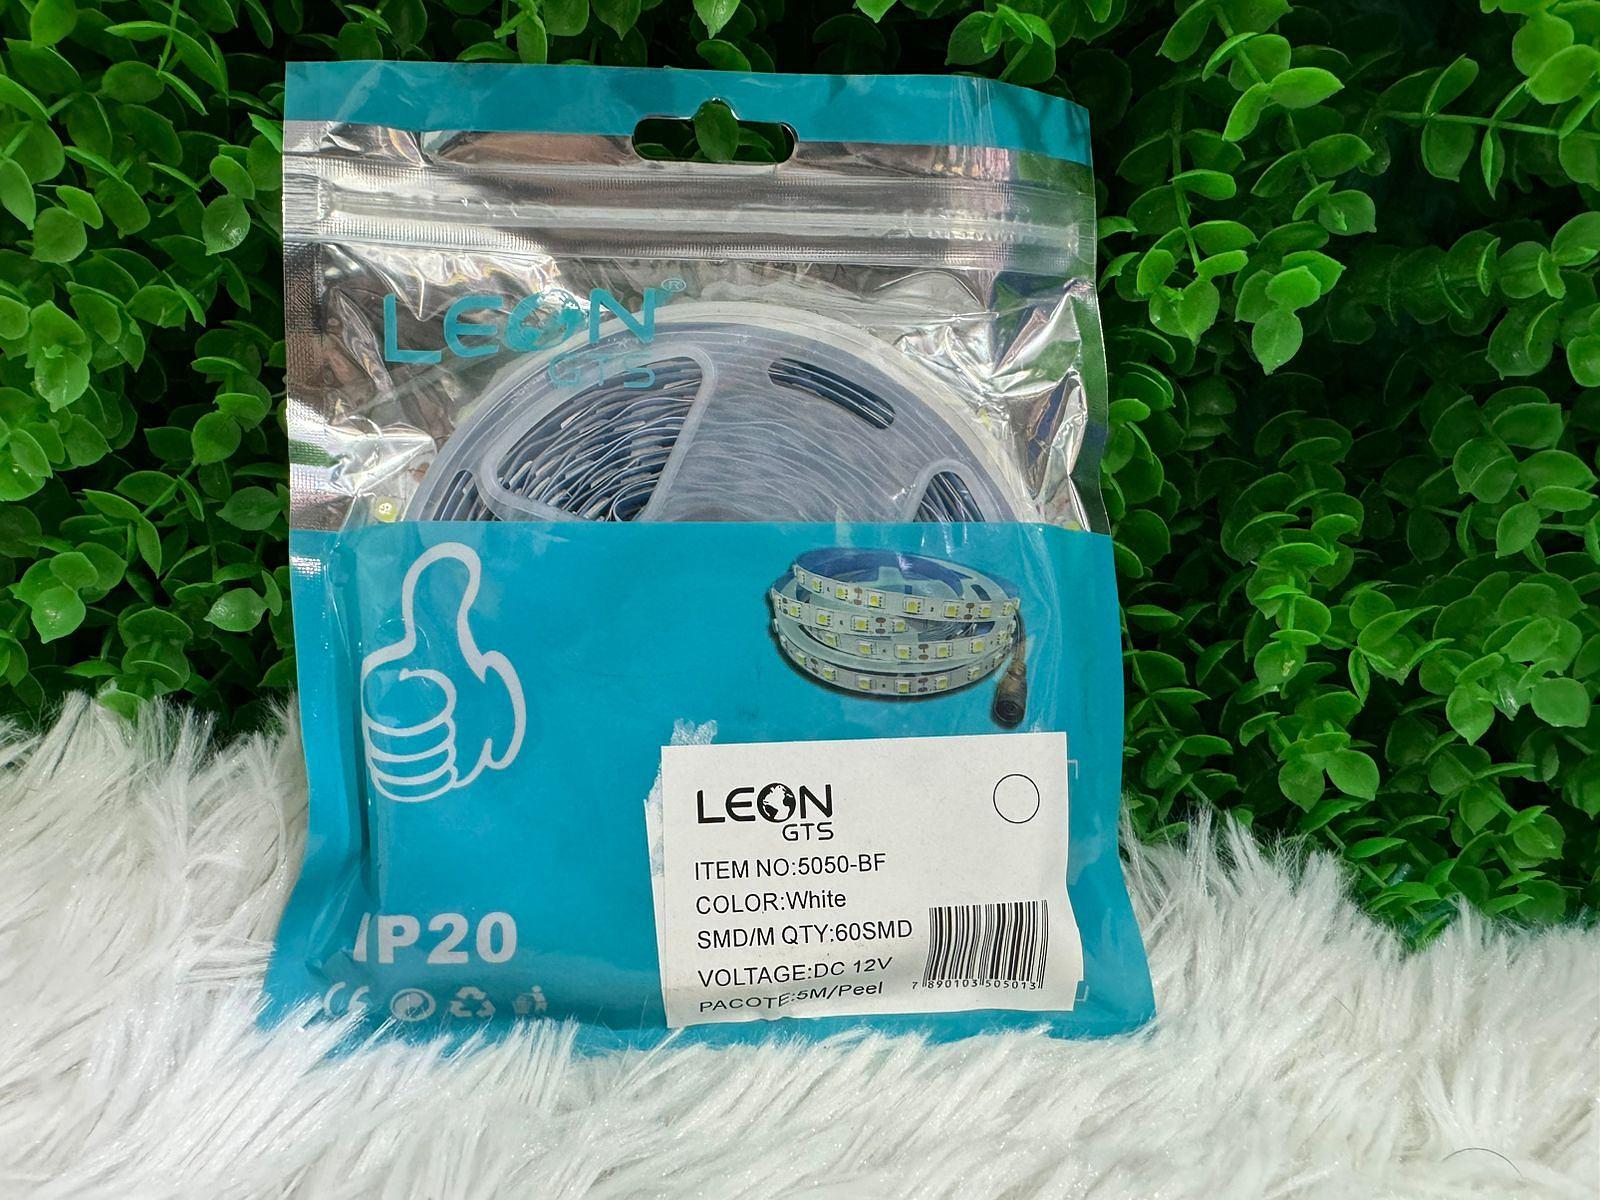 LEON®
GTS
LEON
GTS
ITEM NO:5050-BF
COLOR:White
SMD/M QTY:60SMD
VOLTAGE:DC 12V
PACOTE:5M/Peel
7 890103 505013
IP20
CE